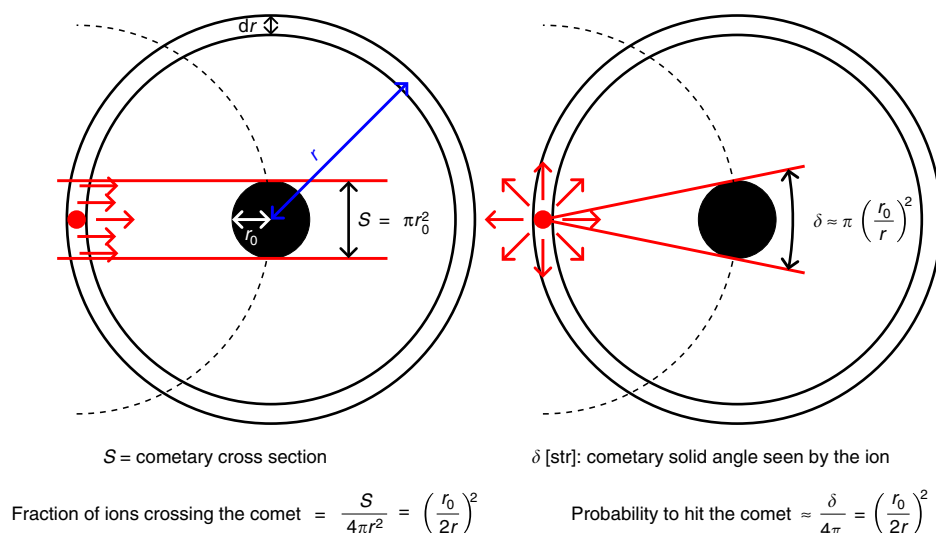 dr
r
r₀
S = πr₀²
δ ≈ π (r₀/r)²
S = cometary cross section
δ [str]: cometary solid angle seen by the ion
Fraction of ions crossing the comet = S/4πr² = (r₀/2r)²
Probability to hit the comet ≈ δ/4π = (r₀/2r)²